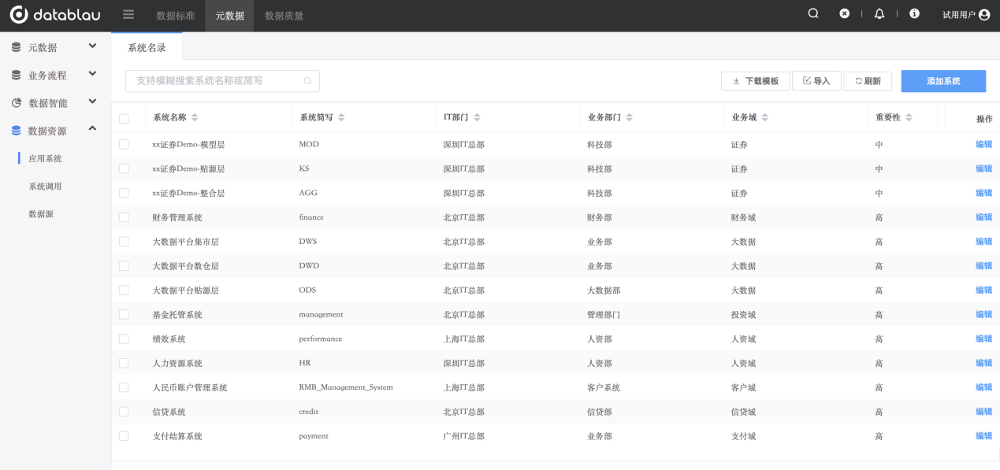 datablau 数据标准 元数据 数据质量 试用用户
元数据
业务流程
数据智能
数据资源
应用系统
系统调用
数据源
系统名录
支持模糊搜索系统名称或简写 下载模板 导入 刷新 添加系统
系统名称 系统简写 IT部门 业务部门 业务域 重要性 操作
xx证券Demo-模型层 MOD 深圳IT总部 科技部 证券 中 编辑
xx证券Demo-贴源层 KS 深圳IT总部 科技部 证券 中 编辑
xx证券Demo-整合层 AGG 深圳IT总部 科技部 证券 中 编辑
财务管理系统 finance 北京IT总部 财务部 财务域 高 编辑
大数据平台集市层 DWS 北京IT总部 业务部 大数据 高 编辑
大数据平台数仓层 DWD 北京IT总部 业务部 大数据 高 编辑
大数据平台贴源层 ODS 北京IT总部 大数据部 大数据 高 编辑
基金托管系统 management 北京IT总部 管理部门 投资域 高 编辑
绩效系统 performance 上海IT总部 人资部 人资域 高 编辑
人力资源系统 HR 深圳IT总部 人资部 人资域 高 编辑
人民币账户管理系统 RMB_Management_System 上海IT总部 客户系统 客户域 高 编辑
信贷系统 credit 北京IT总部 信贷部 信贷域 高 编辑
支付结算系统 payment 广州IT总部 业务部 支付域 高 编辑